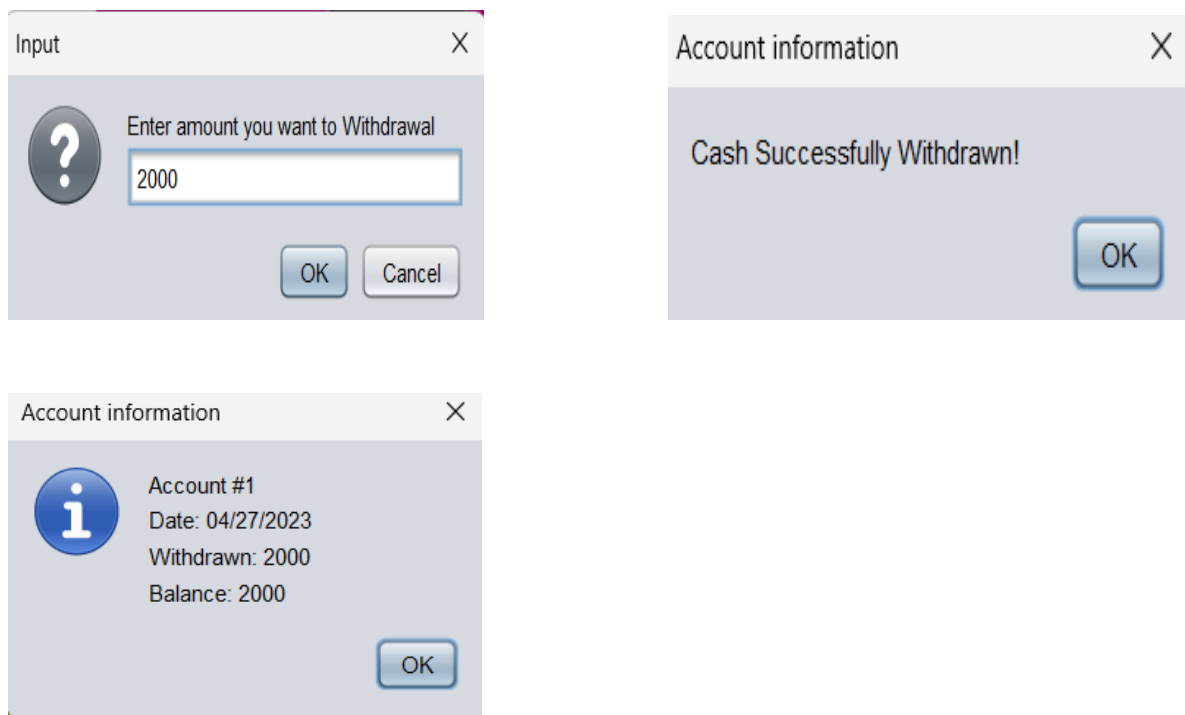 Input
Enter amount you want to Withdrawal
2000
OK Cancel
Account information
Cash Successfully Withdrawn!
OK
Account information
Account #1
Date: 04/27/2023
Withdrawn: 2000
Balance: 2000
OK